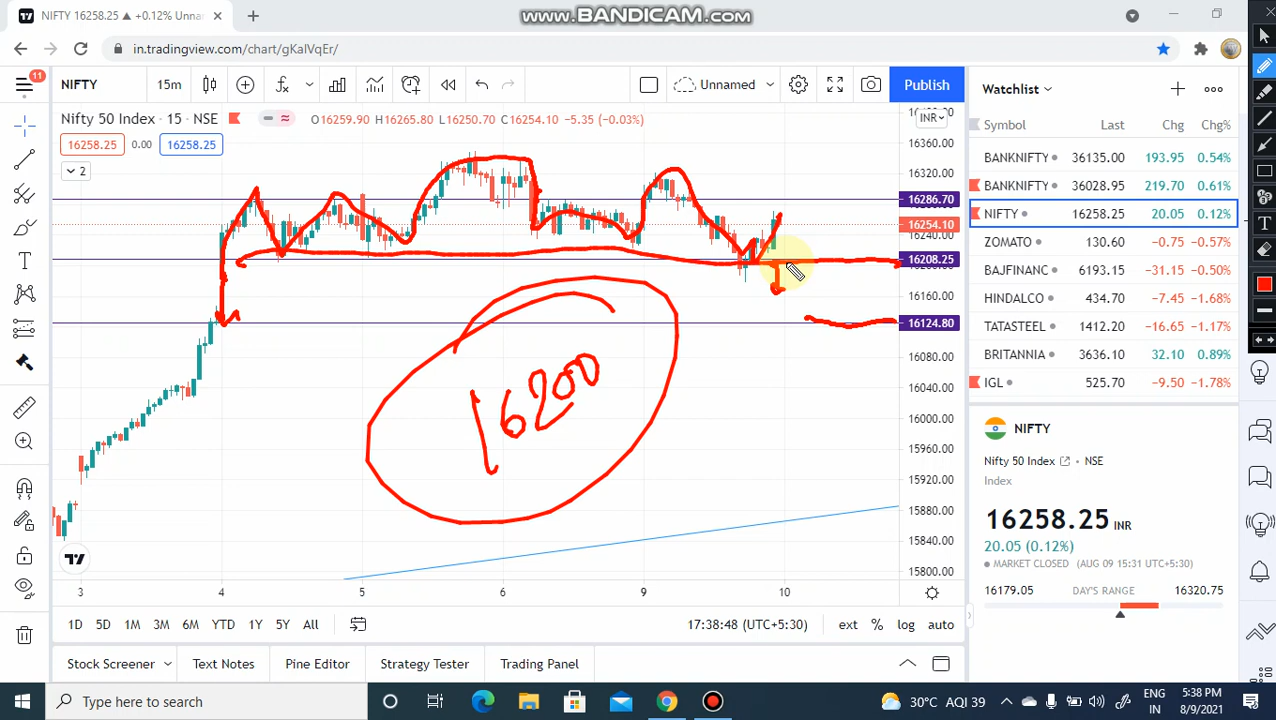 NIFTY 16258.25 ▲ +0.12% Unnar
www.BANDICAM.com
in.tradingview.com/chart/gKalVqEr/
11
NIFTY
15m
Unnamed
Publish
Watchlist
Nifty 50 Index · 15 · NSE
O16259.90 H16265.80 L16250.70 C16254.10 -5.35 (-0.03%)
INR
16258.25 0.00 16258.25
2
16360.00
16320.00
16286.70
16254.10
16240.00
16208.25
16160.00
16124.80
16080.00
16040.00
16000.00
15960.00
15920.00
15880.00
15840.00
15800.00
16200
3 4 5 6 9 10
1D 5D 1M 3M 6M YTD 1Y 5Y All
17:38:48 (UTC+5:30) ext % log auto
Stock Screener Text Notes Pine Editor Strategy Tester Trading Panel
Symbol Last Chg Chg%
BANKNIFTY 36135.00 193.95 0.54%
BANKNIFTY 36028.95 219.70 0.61%
NIFTY 16258.25 20.05 0.12%
ZOMATO 130.60 -0.75 -0.57%
BAJFINANC 6193.15 -31.15 -0.50%
HINDALCO 434.70 -7.45 -1.68%
TATASTEEL 1412.20 -16.65 -1.17%
BRITANNIA 3636.10 32.10 0.89%
IGL 525.70 -9.50 -1.78%
NIFTY
Nifty 50 Index · NSE
Index
16258.25 INR
20.05 (0.12%)
MARKET CLOSED (AUG 09 15:31 UTC+5:30)
16179.05 DAY'S RANGE 16320.75
Type here to search
30°C AQI 39
ENG
IN
5:38 PM
8/9/2021